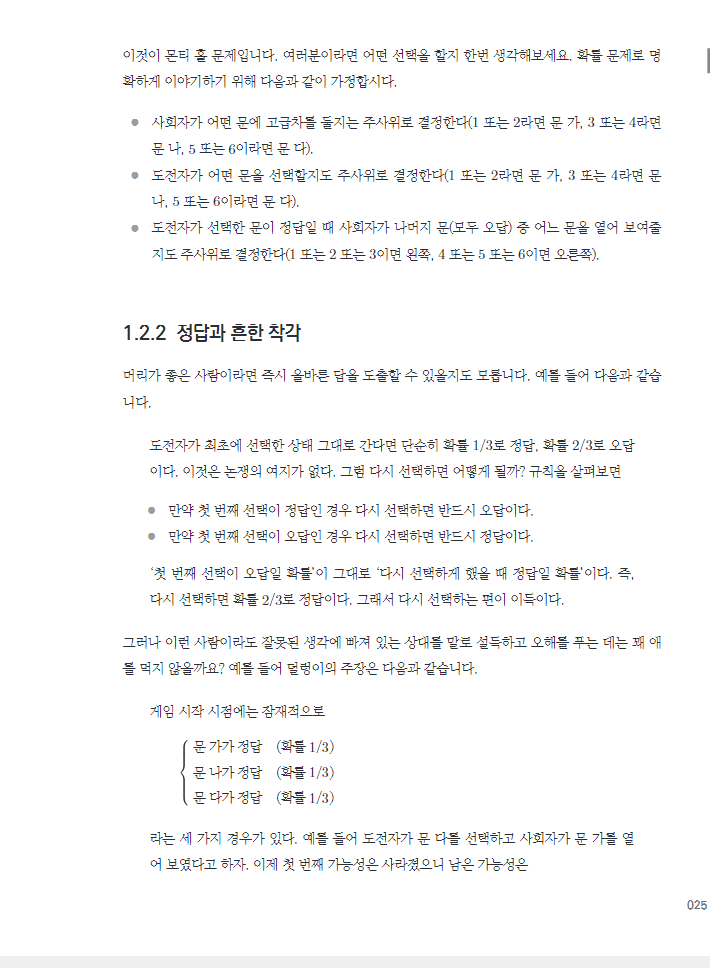 이것이 몬티 홀 문제입니다. 여러분이라면 어떤 선택을 할지 한번 생각해보세요. 확률 문제로 명
확하게 이야기하기 위해 다음과 같이 가정합시다.
● 사회자가 어떤 문에 고급차를 둘지는 주사위로 결정한다(1 또는 2라면 문 가, 3 또는 4라면
문 나, 5 또는 6이라면 문 다).
● 도전자가 어떤 문을 선택할지도 주사위로 결정한다(1 또는 2라면 문 가, 3 또는 4라면 문
나, 5 또는 6이라면 문 다).
● 도전자가 선택한 문이 정답일 때 사회자가 나머지 문(모두 오답) 중 어느 문을 열어 보여줄
지도 주사위로 결정한다(1 또는 2 또는 3이면 왼쪽, 4 또는 5 또는 6이면 오른쪽).
1.2.2 정답과 흔한 착각
머리가 좋은 사람이라면 즉시 올바른 답을 도출할 수 있을지도 모릅니다. 예를 들어 다음과 같습
니다.
도전자가 최초에 선택한 상태 그대로 간다면 단순히 확률 1/3로 정답, 확률 2/3로 오답
이다. 이것은 논쟁의 여지가 없다. 그럼 다시 선택하면 어떻게 될까? 규칙을 살펴보면
● 만약 첫 번째 선택이 정답인 경우 다시 선택하면 반드시 오답이다.
● 만약 첫 번째 선택이 오답인 경우 다시 선택하면 반드시 정답이다.
‘첫 번째 선택이 오답일 확률’이 그대로 ‘다시 선택하게 했을 때 정답일 확률’이다. 즉,
다시 선택하면 확률 2/3로 정답이다. 그래서 다시 선택하는 편이 이득이다.
그러나 이런 사람이라도 잘못된 생각에 빠져 있는 상대를 말로 설득하고 오해를 푸는 데는 꽤 애
를 먹지 않을까요? 예를 들어 덜렁이의 주장은 다음과 같습니다.
게임 시작 시점에는 잠재적으로
문 가가 정답 (확률 1/3)
문 나가 정답 (확률 1/3)
문 다가 정답 (확률 1/3)
라는 세 가지 경우가 있다. 예를 들어 도전자가 문 다를 선택하고 사회자가 문 가를 열
어 보였다고 하자. 이제 첫 번째 가능성은 사라졌으니 남은 가능성은
025